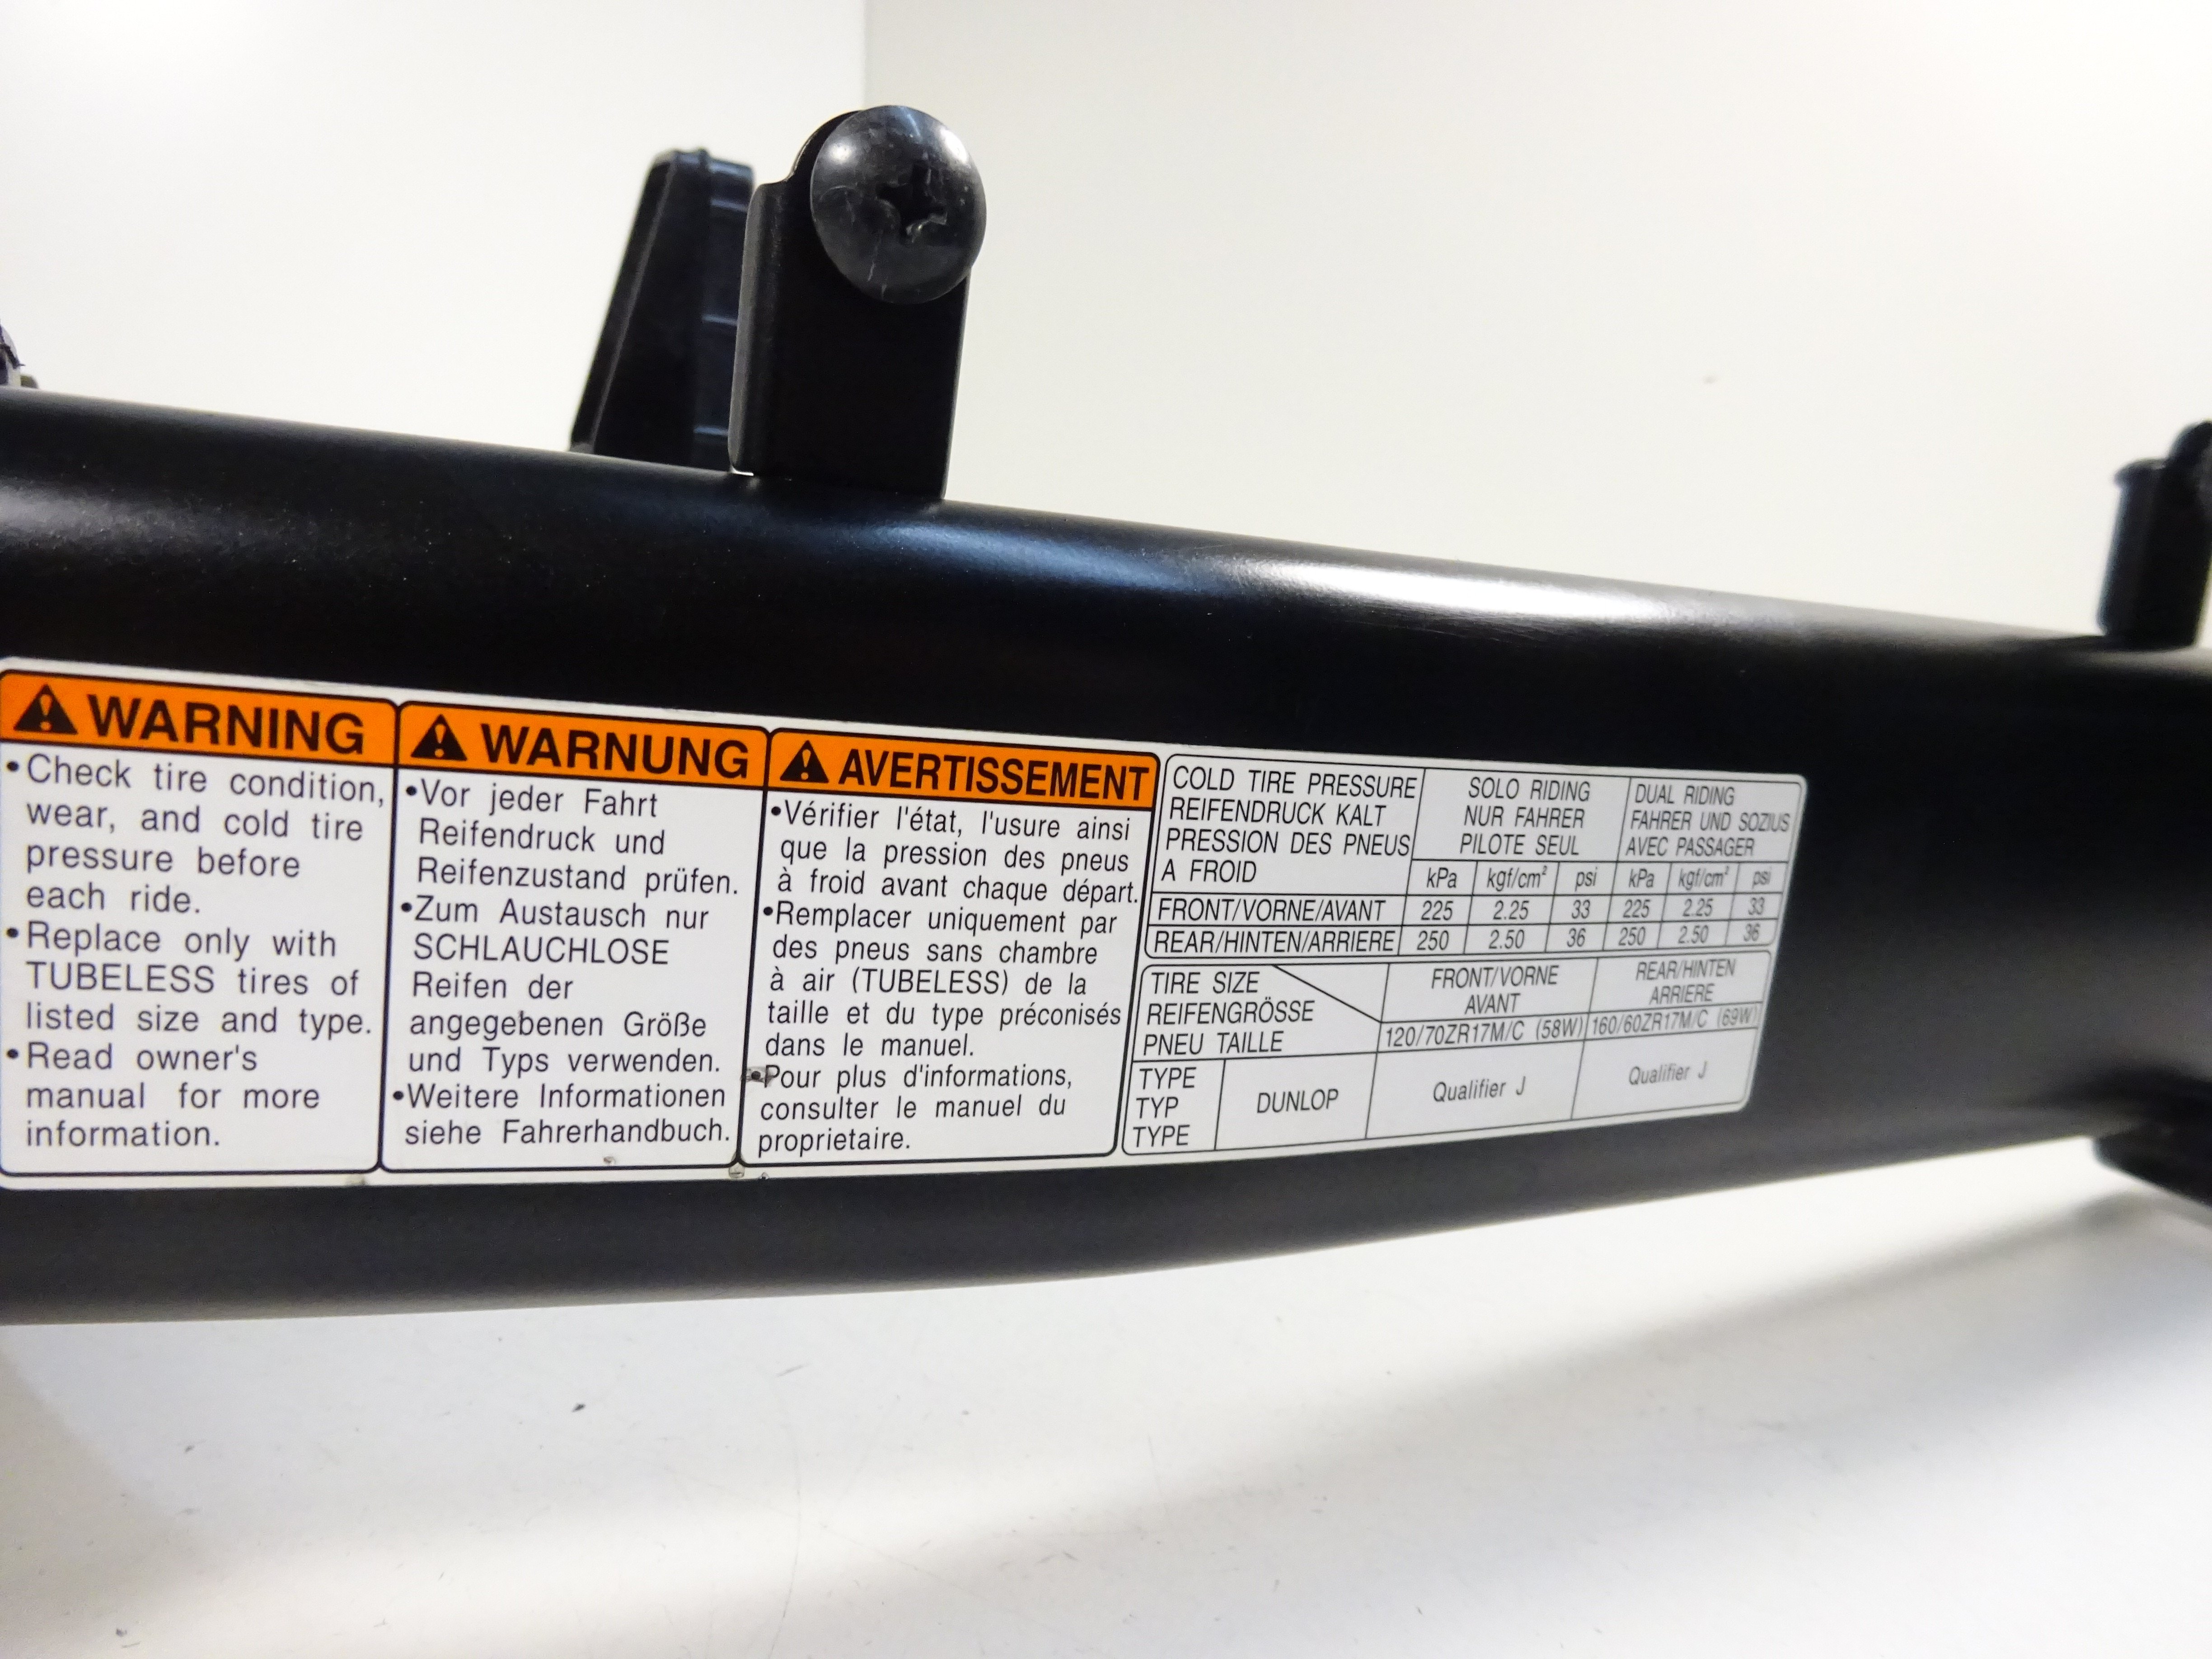 WARNING
•Check tire condition,
wear, and cold tire
pressure before
each ride.
•Replace only with
TUBELESS tires of
listed size and type.
•Read owner's
manual for more
information.
WARNUNG
•Vor jeder Fahrt
Reifendruck und
Reifenzustand prüfen.
•Zum Austausch nur
SCHLAUCHLOSE
Reifen der
angegebenen Größe
und Typs verwenden.
•Weitere Informationen
siehe Fahrerhandbuch.
AVERTISSEMENT
•Vérifier l'état, l'usure ainsi
que la pression des pneus
à froid avant chaque départ.
•Remplacer uniquement par
des pneus sans chambre
à air (TUBELESS) de la
taille et du type préconisés
dans le manuel.
•Pour plus d'informations,
consulter le manuel du
proprietaire.
COLD TIRE PRESSURE
REIFENDRUCK KALT
PRESSION DES PNEUS
A FROID
SOLO RIDING
NUR FAHRER
PILOTE SEUL
DUAL RIDING
FAHRER UND SOZIUS
AVEC PASSAGER
kPa kgf/cm² psi kPa kgf/cm² psi
FRONT/VORNE/AVANT 225 2.25 33 225 2.25 33
REAR/HINTEN/ARRIERE 250 2.50 36 250 2.50 36
TIRE SIZE
REIFENGRÖSSE
PNEU TAILLE
FRONT/VORNE
AVANT
REAR/HINTEN
ARRIERE
120/70ZR17M/C (58W) 160/60ZR17M/C (69W)
TYPE
TYP
TYPE
DUNLOP Qualifier J Qualifier J